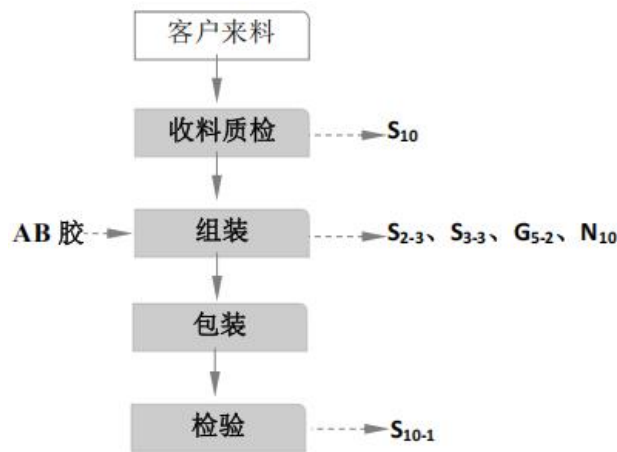 客户来料
收料质检
S₁₀
AB 胶
组装
S₂₋₃、S₃₋₃、G₅₋₂、N₁₀
包装
检验
S₁₀₋₁